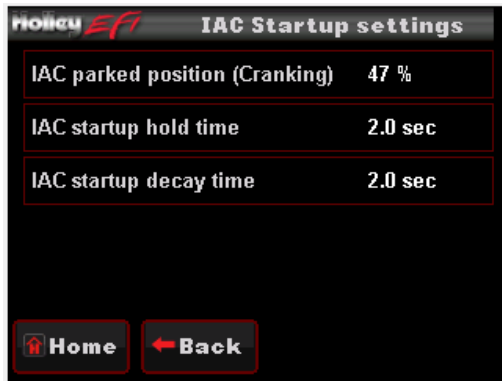 Holley EFI IAC Startup settings
IAC parked position (Cranking) 47 %
IAC startup hold time 2.0 sec
IAC startup decay time 2.0 sec
Home Back